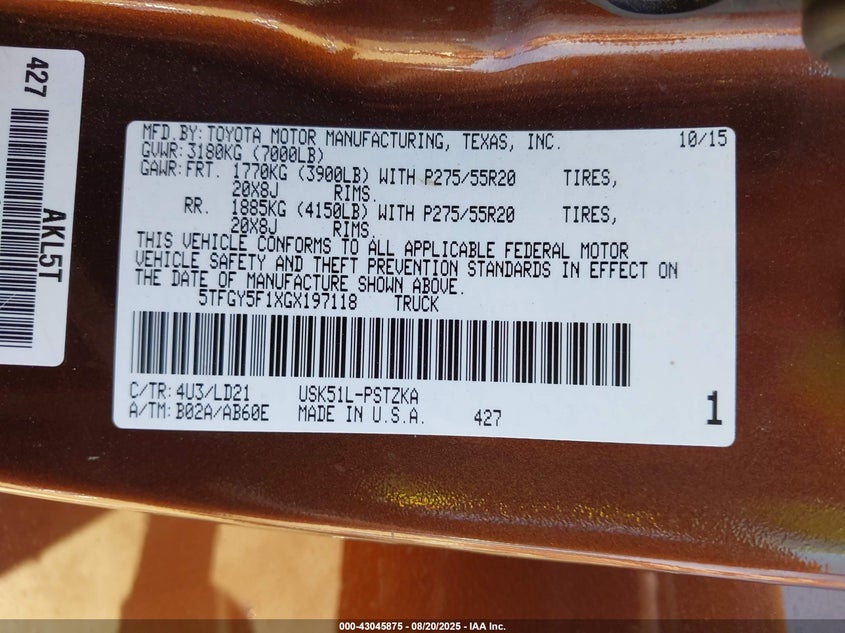 427
AKL5T
MFD.BY:TOYOTA MOTOR MANUFACTURING, TEXAS, INC. 10/15
GVWR:3180KG (7000LB)
GAWR:FRT. 1770KG (3900LB) WITH P275/55R20 TIRES,
20X8J RIMS.
RR. 1885KG (4150LB) WITH P275/55R20 TIRES,
20X8J RIMS.
THIS VEHICLE CONFORMS TO ALL APPLICABLE FEDERAL MOTOR
VEHICLE SAFETY AND THEFT PREVENTION STANDARDS IN EFFECT ON
THE DATE OF MANUFACTURE SHOWN ABOVE.
5TFGY5F1XGX197118 TRUCK
C/TR:4U3/LD21 USK51L-PSTZKA
A/TM:B02A/AB60E MADE IN U.S.A. 427 1
000-43045875 - 08/20/2025 - IAA Inc.